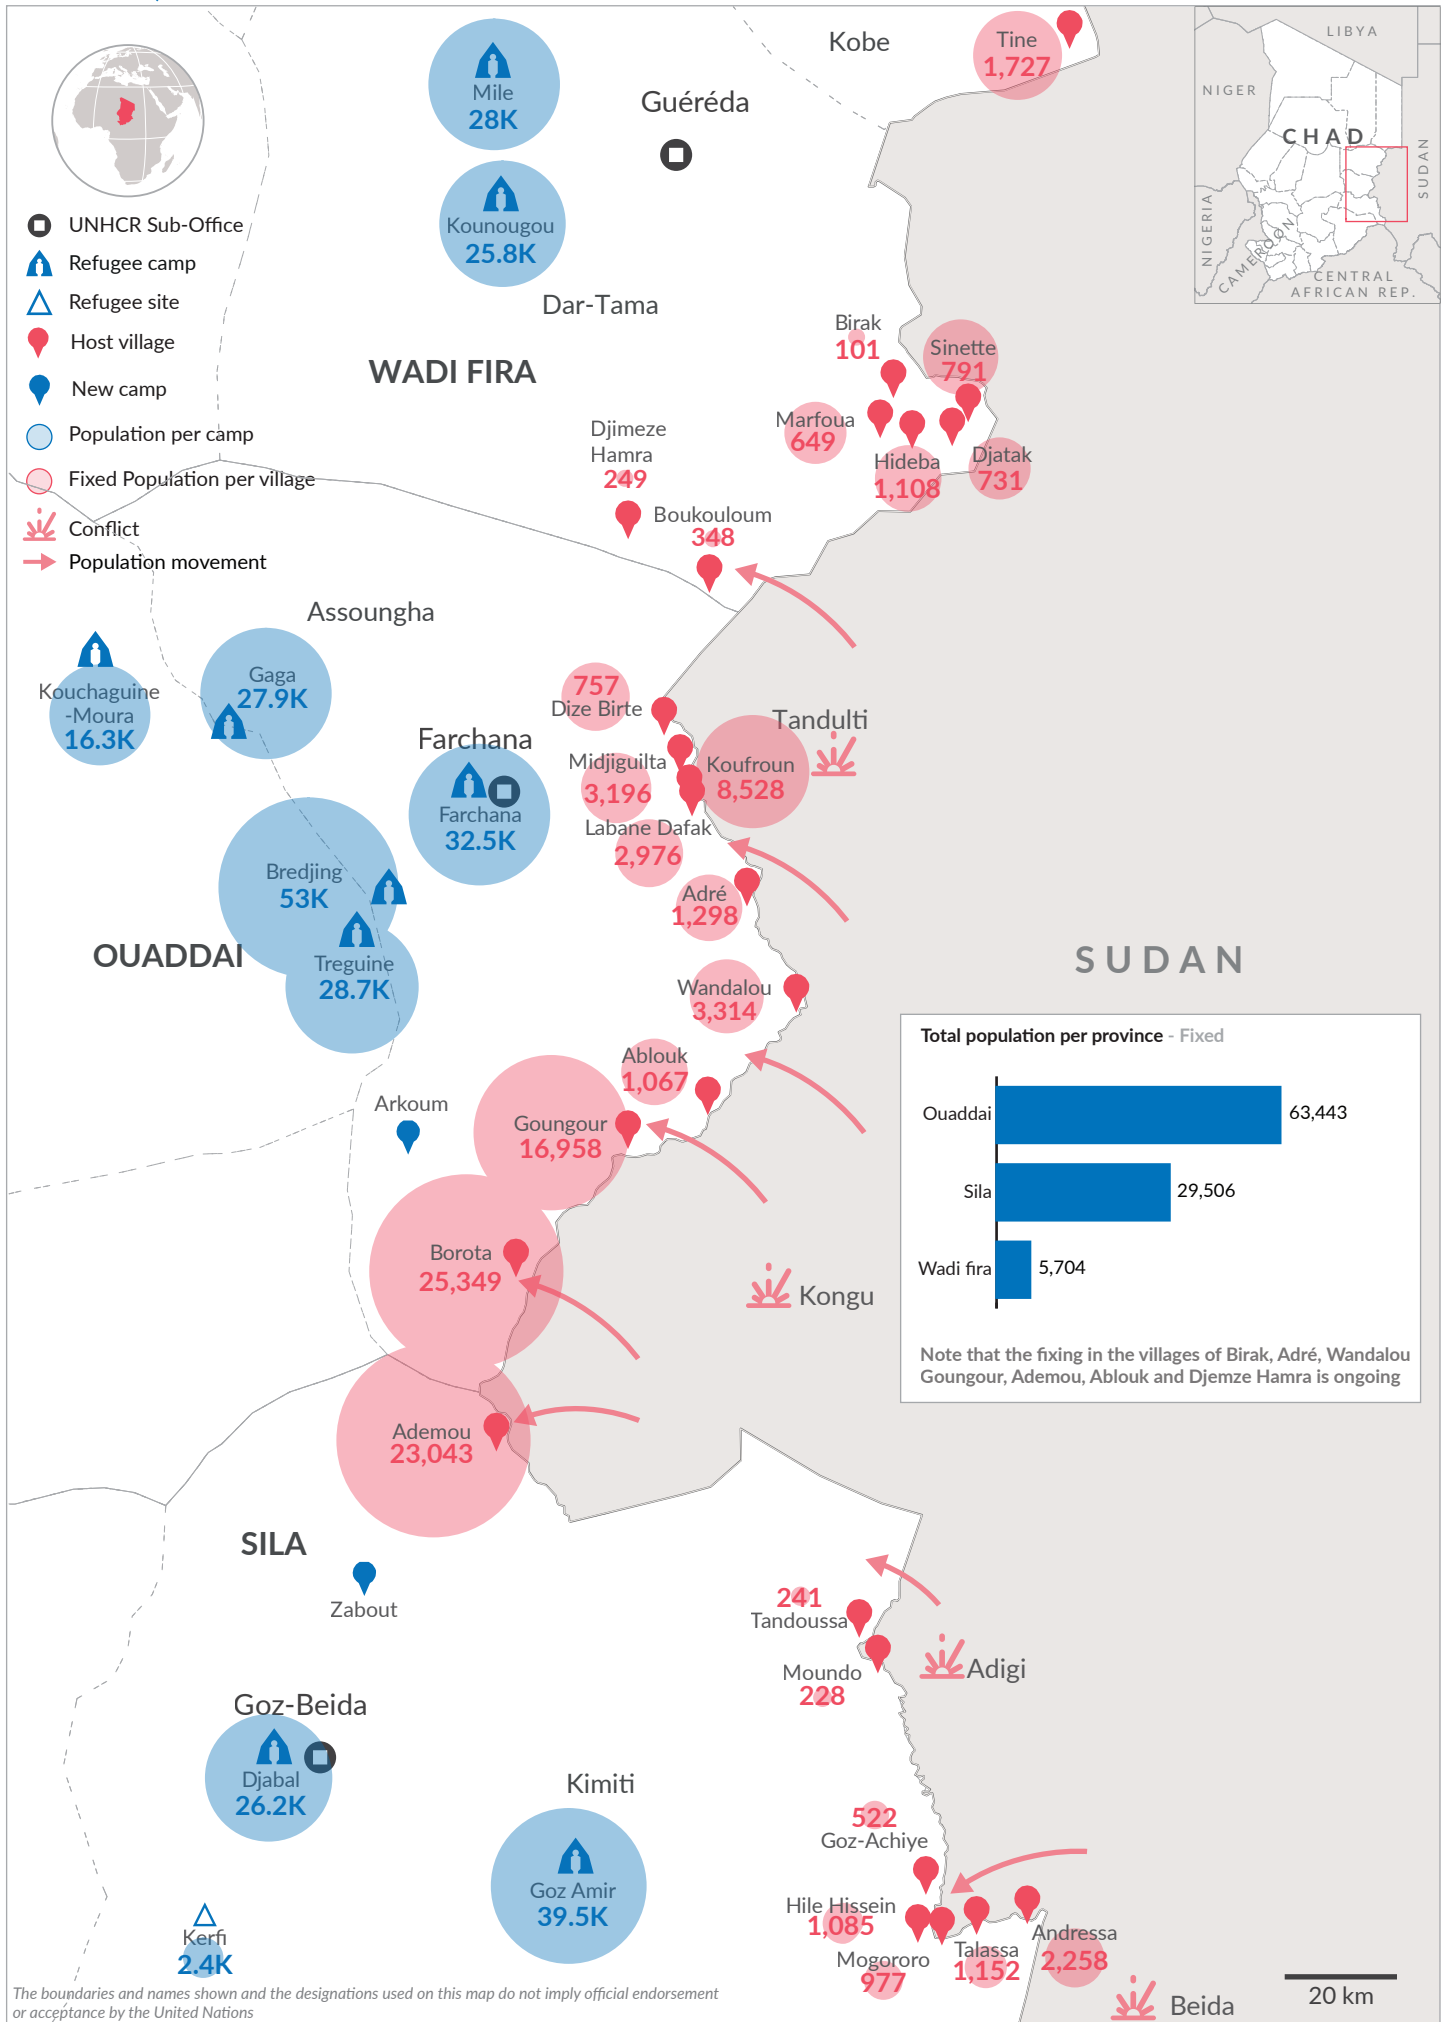 Kobe
Tine
1,727
LIBYA
NIGER
CHAD
SUDAN
NIGERIA
CAMEROON
CENTRAL
AFRICAN REP.
Mile
28K
Guéréda
Kounougou
25.8K
Dar-Tama
WADI FIRA
UNHCR Sub-Office
Refugee camp
Refugee site
Host village
New camp
Population per camp
Fixed Population per village
Conflict
Population movement
Birak
101
Sinette
791
Marfoua
649
Hideba
1,108
Djatak
731
Djimeze
Hamra
249
Boukouloum
348
Assoungha
Kouchaguine
-Moura
16.3K
Gaga
27.9K
757
Dize Birte
Tandulti
Farchana
Midjiguilta
3,196
Koufroun
8,528
Farchana
32.5K
Labane Dafak
2,976
Bredjing
53K
Adré
1,298
OUADDAI
Treguine
28.7K
SUDAN
Wandalou
3,314
Ablouk
1,067
Arkoum
Goungour
16,958
Total population per province - Fixed
Ouaddai
63,443
Sila
29,506
Wadi fira
5,704
Note that the fixing in the villages of Birak, Adré, Wandalou
Goungour, Ademou, Ablouk and Djemze Hamra is ongoing
Borota
25,349
Kongu
Ademou
23,043
SILA
Zabout
241
Tandoussa
Moundo
228
Adigi
Goz-Beida
Djabal
26.2K
Kimiti
522
Goz-Achiye
Goz Amir
39.5K
Hile Hissein
1,085
Mogororo
977
Talassa
1,152
Andressa
2,258
Kerfi
2.4K
Beida
20 km
The boundaries and names shown and the designations used on this map do not imply official endorsement
or acceptance by the United Nations